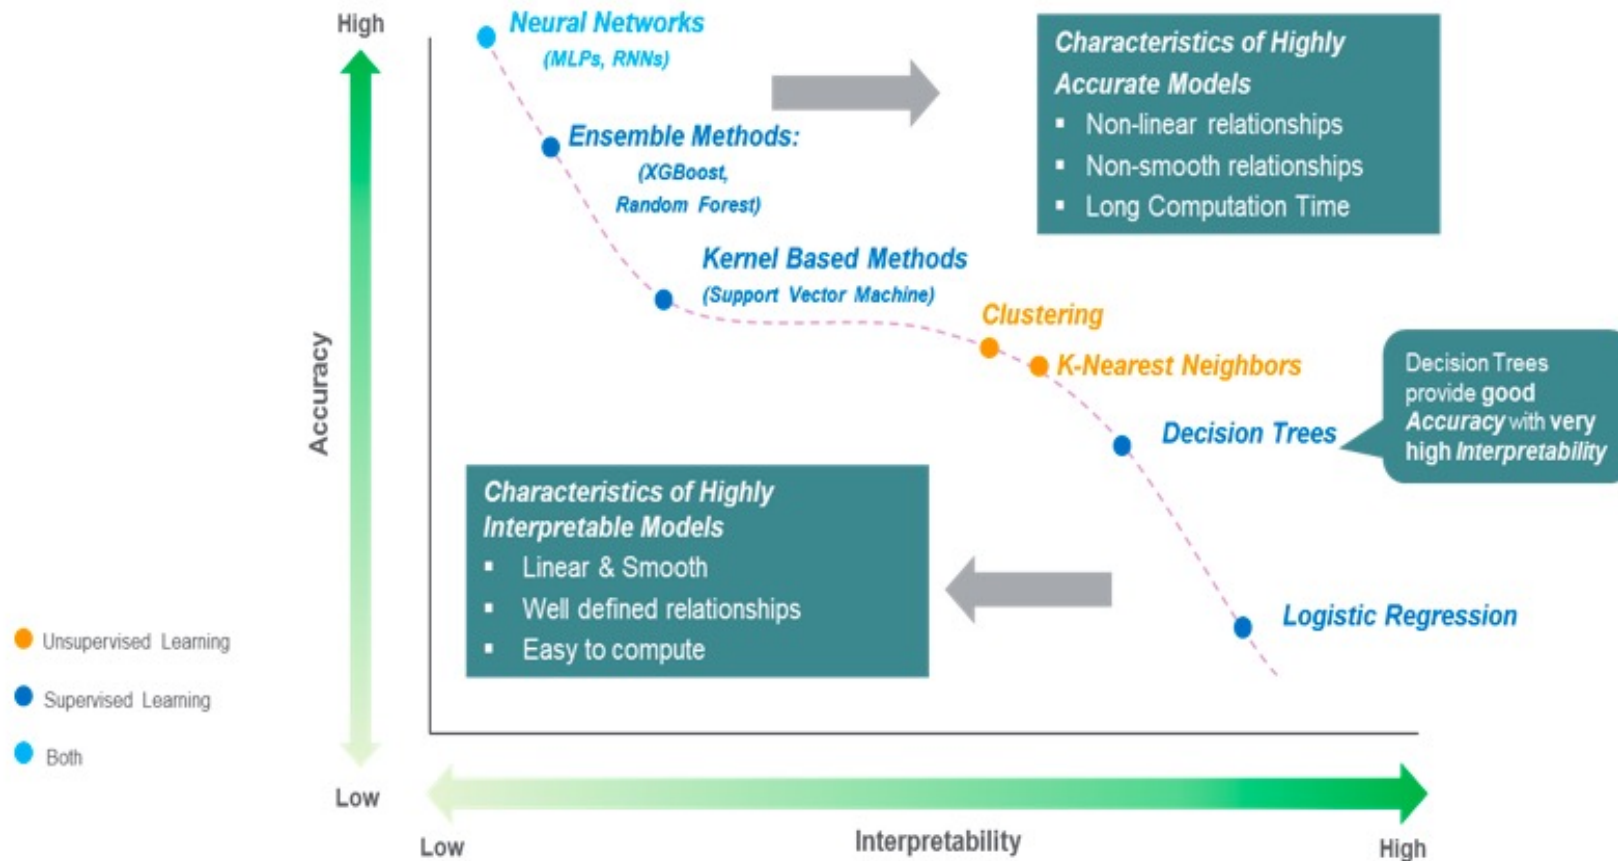 High
Neural Networks
(MLPs, RNNs)
Characteristics of Highly
Accurate Models
▪ Non-linear relationships
▪ Non-smooth relationships
▪ Long Computation Time
Ensemble Methods:
(XGBoost,
Random Forest)
Kernel Based Methods
(Support Vector Machine)
Clustering
K-Nearest Neighbors
Decision Trees
Decision Trees
provide good
Accuracy with very
high Interpretability
Accuracy
Characteristics of Highly
Interpretable Models
▪ Linear & Smooth
▪ Well defined relationships
▪ Easy to compute
Logistic Regression
Unsupervised Learning
Supervised Learning
Both
Low
Low
Interpretability
High